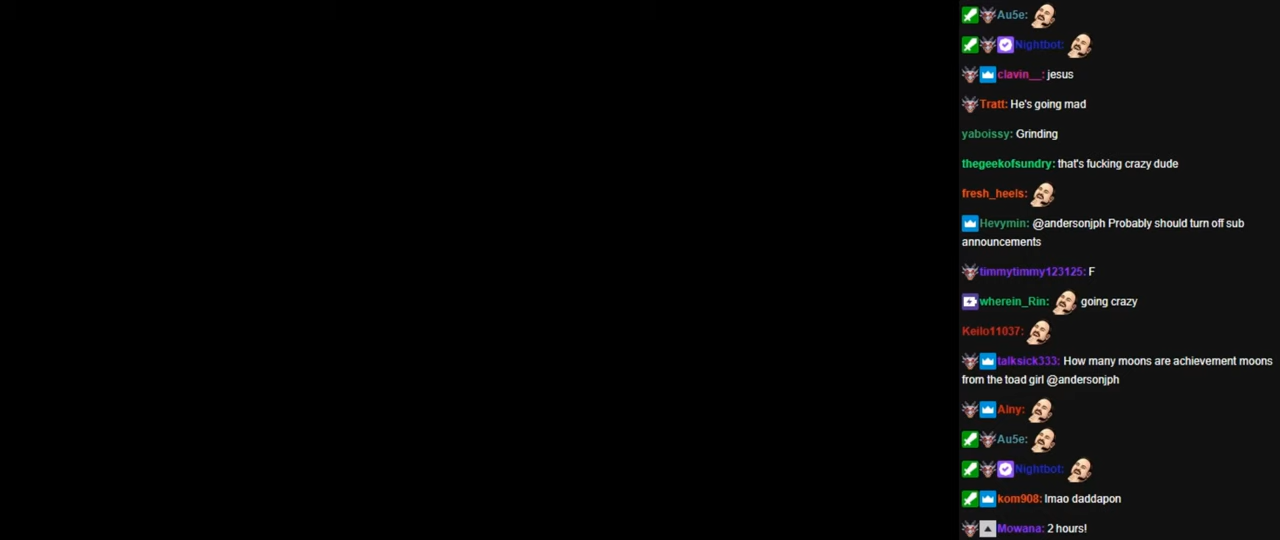 Au5e:
Nightbot:
clavin__: jesus
Tratt: He's going mad
yaboissy: Grinding
thegeekofsundry: that's fucking crazy dude
fresh_heels:
Hevymin: @andersonjph Probably should turn off sub
announcements
timmytimmy123125: F
wherein_Rin: going crazy
Keilo11037:
talksick333: How many moons are achievement moons
from the toad girl @andersonjph
Alny:
Au5e:
Nightbot:
kom908: lmao daddapon
Mowana: 2 hours!